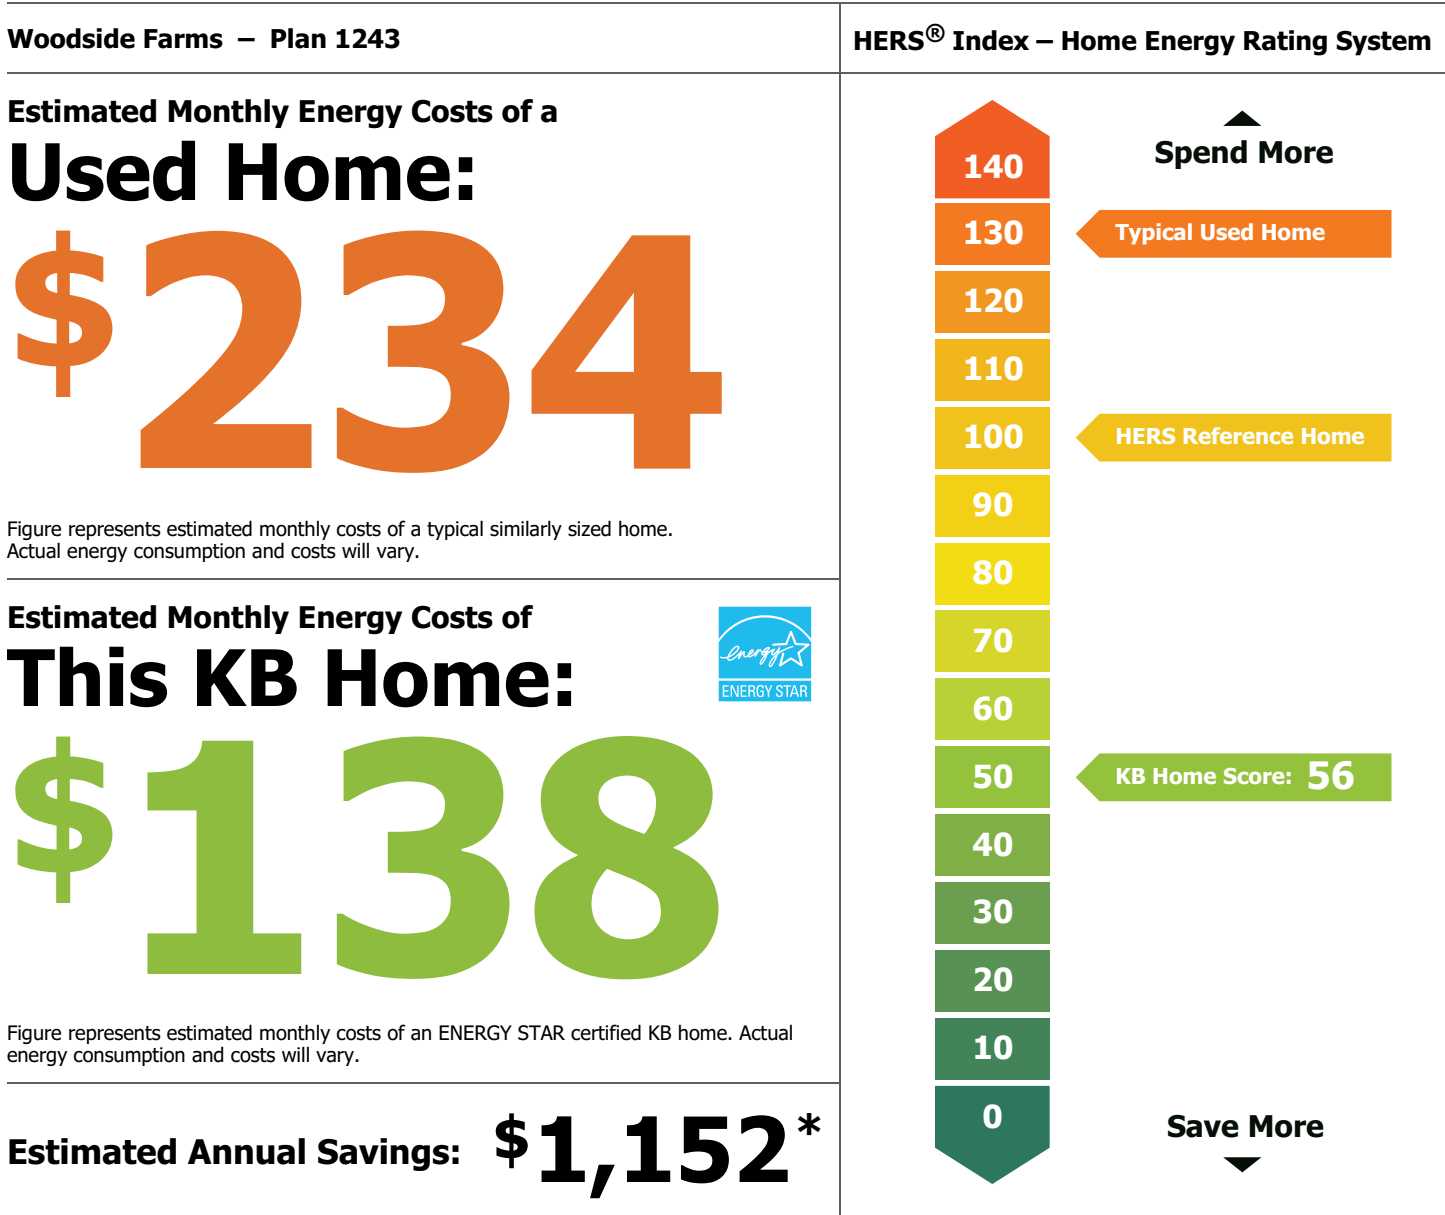 Woodside Farms – Plan 1243
Estimated Monthly Energy Costs of a
Used Home:
$234
Figure represents estimated monthly costs of a typical similarly sized home.
Actual energy consumption and costs will vary.
Estimated Monthly Energy Costs of
This KB Home:
energy
ENERGY STAR
$138
Figure represents estimated monthly costs of an ENERGY STAR certified KB home. Actual
energy consumption and costs will vary.
Estimated Annual Savings: $1,152*
HERS® Index – Home Energy Rating System
Spend More
140
130 Typical Used Home
120
110
100 HERS Reference Home
90
80
70
60
50 KB Home Score: 56
40
30
20
10
0
Save More